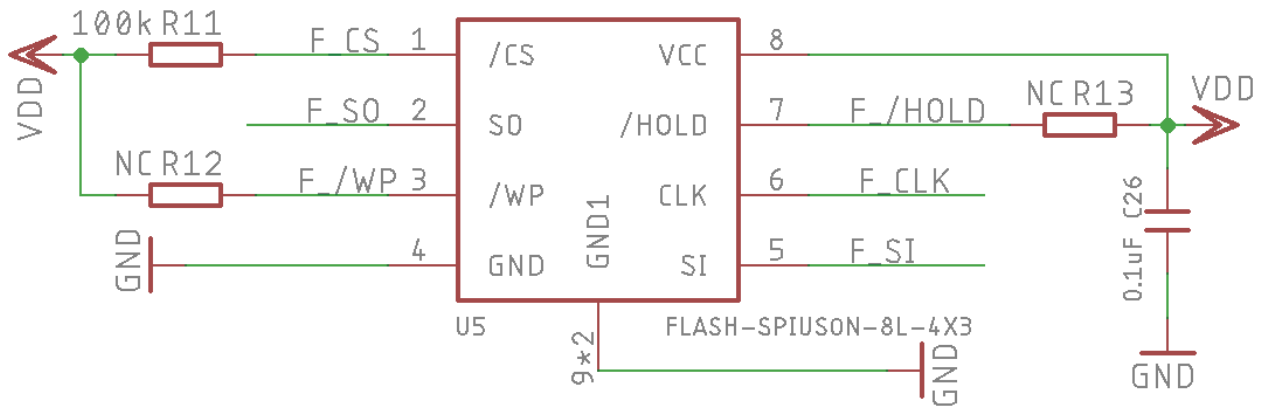 100k R11
F_CS 1
/CS
VCC
8
VDD
F_SO 2
SO
/HOLD
7 F_/HOLD
NC R13
VDD
NC R12
F_/WP 3
/WP
CLK
6 F_CLK
GND
4
GND
GND1
SI
5 F_SI
0.1uF C26
U5
FLASH-SPIUSON-8L-4X3
9*2
GND
GND